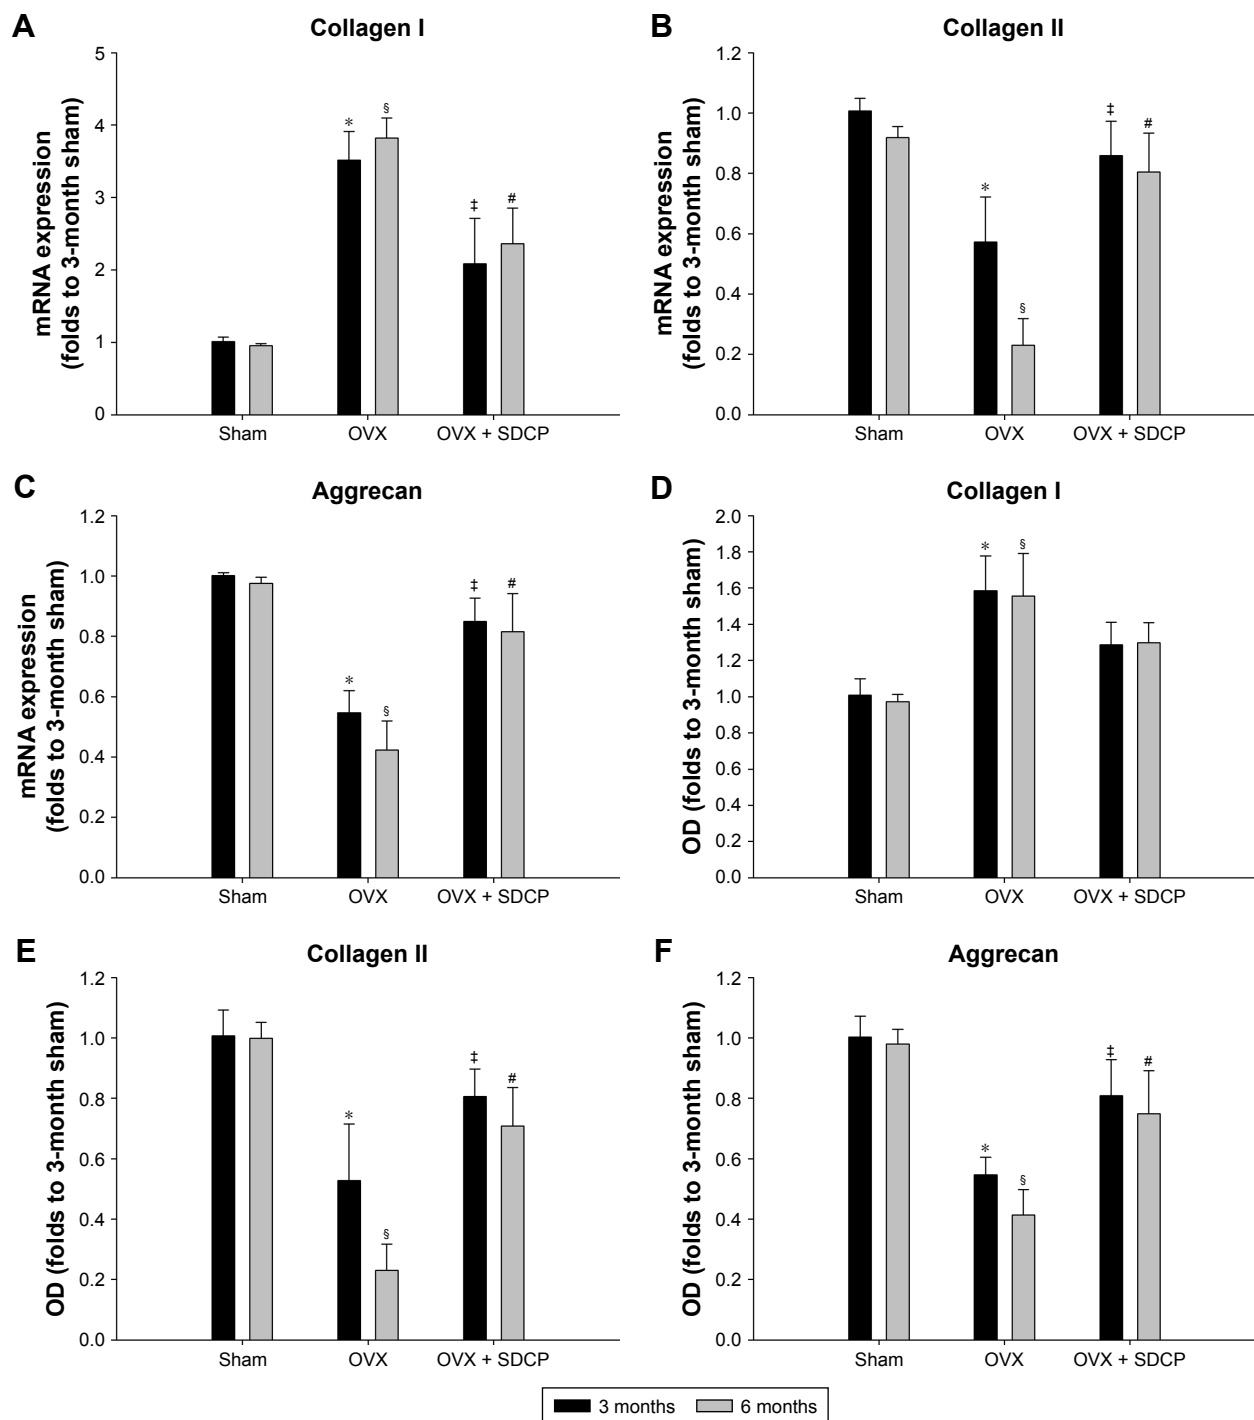 A
Collagen I
mRNA expression
(folds to 3-month sham)
5
4
3
2
1
0
*
§
‡
#
Sham
OVX
OVX + SDCP
B
Collagen II
mRNA expression
(folds to 3-month sham)
1.2
1.0
0.8
0.6
0.4
0.2
0.0
*
§
‡
#
Sham
OVX
OVX + SDCP
C
Aggrecan
mRNA expression
(folds to 3-month sham)
1.2
1.0
0.8
0.6
0.4
0.2
0.0
*
§
‡
#
Sham
OVX
OVX + SDCP
D
Collagen I
OD (folds to 3-month sham)
2.0
1.8
1.6
1.4
1.2
1.0
0.8
0.6
0.4
0.2
0.0
*
§
Sham
OVX
OVX + SDCP
E
Collagen II
OD (folds to 3-month sham)
1.2
1.0
0.8
0.6
0.4
0.2
0.0
*
§
‡
#
Sham
OVX
OVX + SDCP
F
Aggrecan
OD (folds to 3-month sham)
1.2
1.0
0.8
0.6
0.4
0.2
0.0
*
§
‡
#
Sham
OVX
OVX + SDCP
3 months
6 months